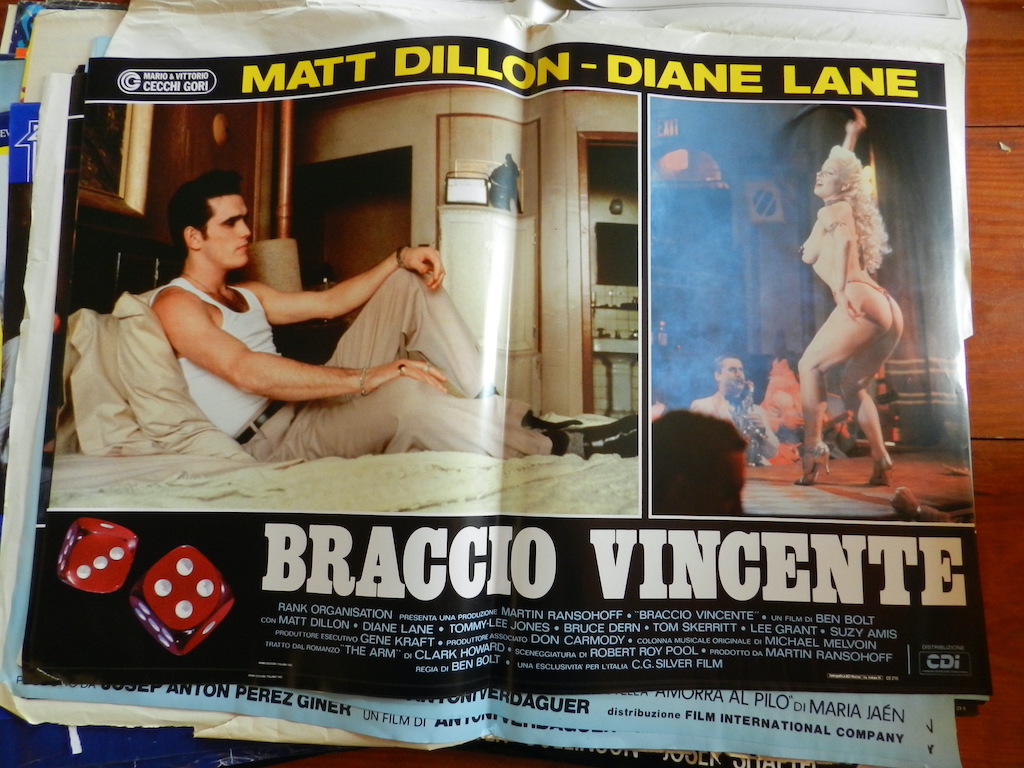 MARIO & VITTORIO
CECCHI GORI
MATT DILLON - DIANE LANE
EXIT
BRACCIO VINCENTE
RANK ORGANISATION PRESENTA UNA PRODUZIONE MARTIN RANSOHOFF • "BRACCIO VINCENTE" • UN FILM DI BEN BOLT
CON MATT DILLON • DIANE LANE • TOMMY-LEE JONES • BRUCE DERN • TOM SKERRITT • LEE GRANT • SUZY AMIS
PRODUTTORE ESECUTIVO GENE KRAFT • PRODUTTORE ASSOCIATO DON CARMODY • COLONNA MUSICALE ORIGINALE DI MICHAEL MELVOIN
TRATTO DAL ROMANZO "THE ARM" DI CLARK HOWARD • SCENEGGIATURA DI ROBERT ROY POOL • PRODOTTO DA MARTIN RANSOHOFF
REGIA DI BEN BOLT • UNA ESCLUSIVITÀ PER L'ITALIA C.G. SILVER FILM
DISTRIBUZIONE
CDI
DA JOSEP ANTON PEREZ GINER
UN FILM DI ANTONI VERDAGUER
"AMORRA AL PILO" DI MARIA JAÉN
distribuzione FILM INTERNATIONAL COMPANY